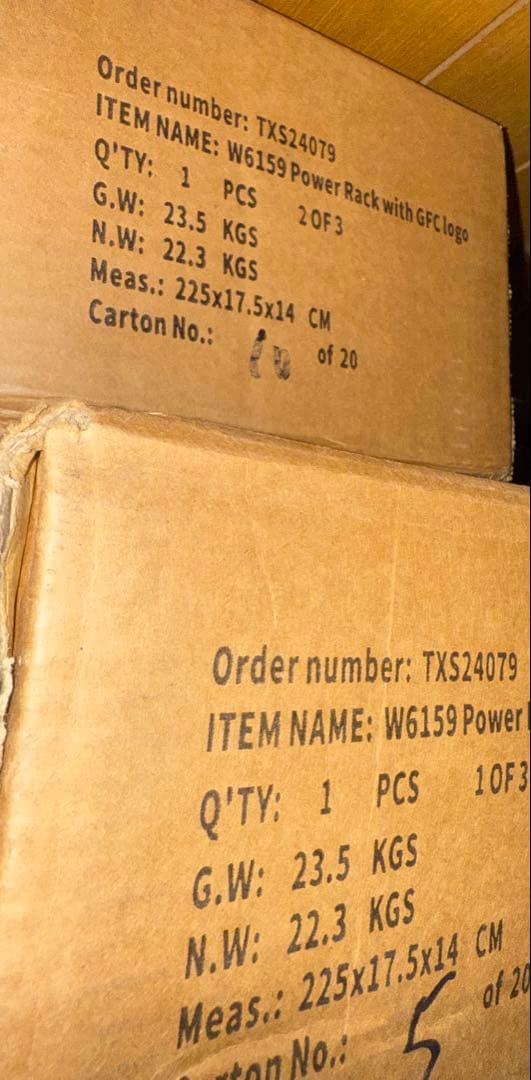 Order number: TXS24079
ITEM NAME: W6159 Power Rack with GFC logo
Q'TY: 1 PCS 2 OF 3
G.W: 23.5 KGS
N.W: 22.3 KGS
Meas.: 225x17.5x14 CM
Carton No.: of 20
Order number: TXS24079
ITEM NAME: W6159 Power
Q'TY: 1 PCS 1 OF 3
G.W: 23.5 KGS
N.W: 22.3 KGS
Meas.: 225x17.5x14 CM
Carton No.: 5 of 20